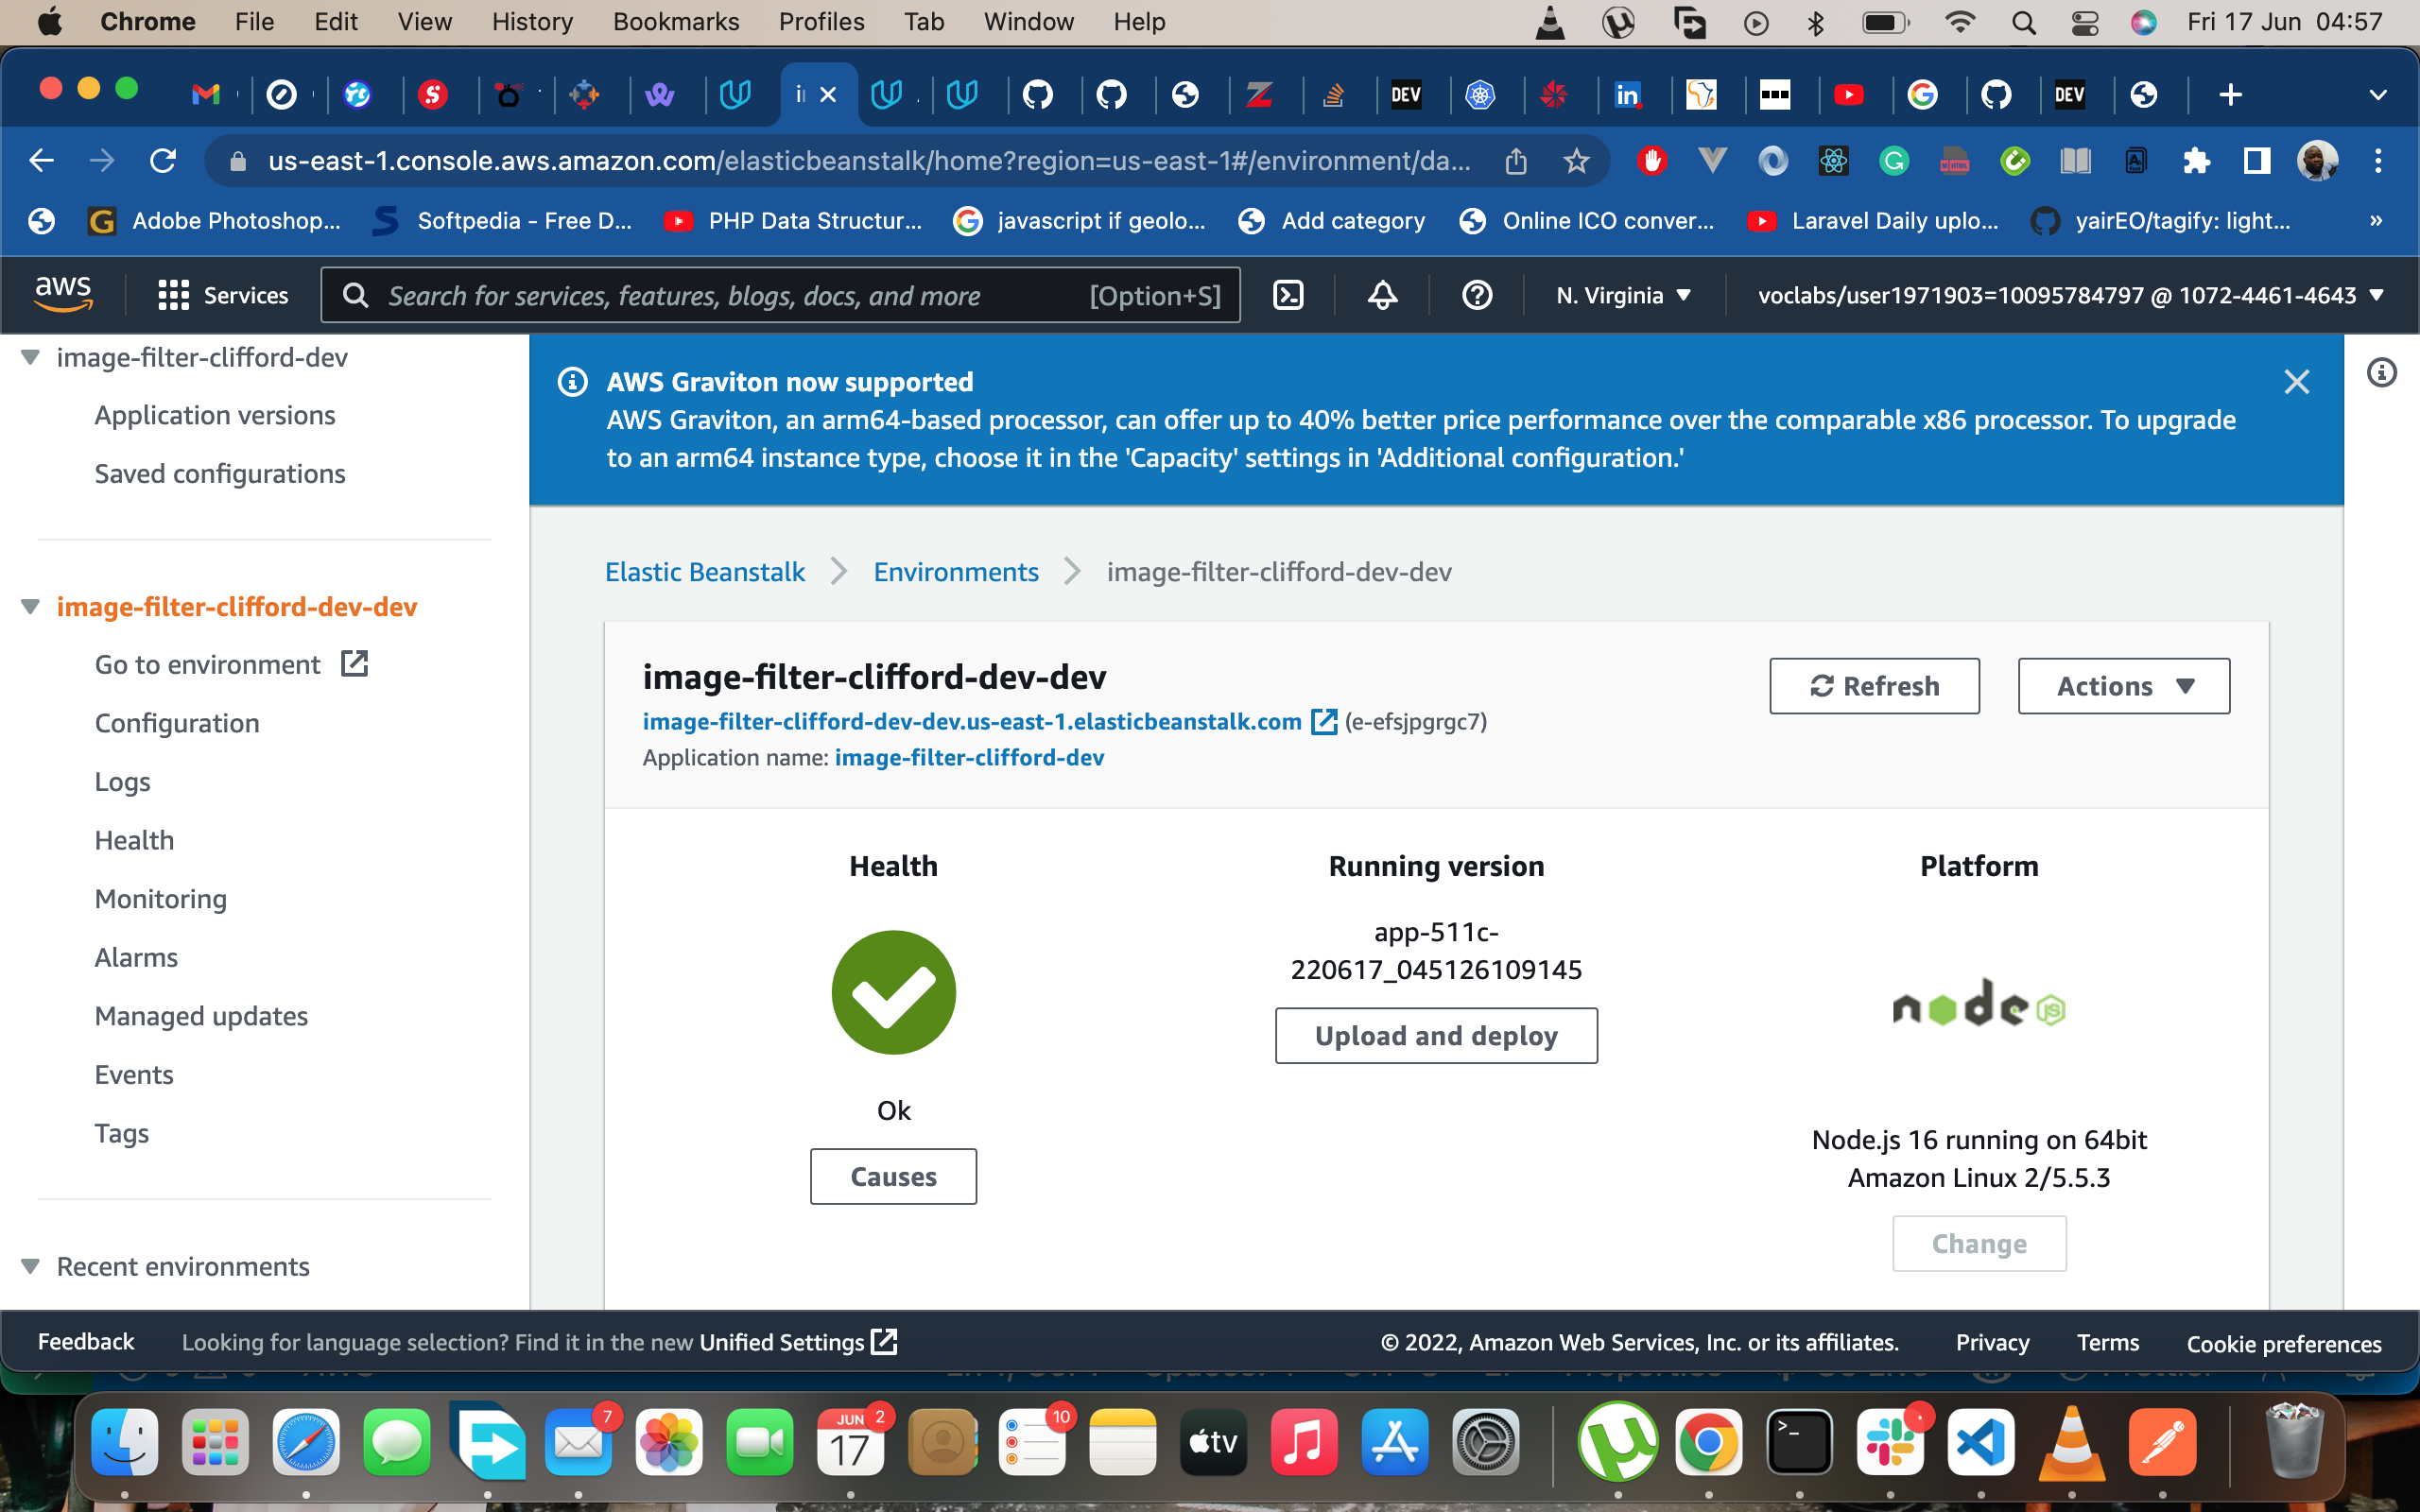 Chrome File Edit View History Bookmarks Profiles Tab Window Help Fri 17 Jun 04:57
DEV in DEV
us-east-1.console.aws.amazon.com/elasticbeanstalk/home?region=us-east-1#/environment/da...
Adobe Photoshop... Softpedia - Free D... PHP Data Structur... javascript if geolo... Add category Online ICO conver... Laravel Daily uplo... yairEO/tagify: light... »
aws Services Search for services, features, blogs, docs, and more [Option+S] N. Virginia voclabs/user1971903=10095784797 @ 1072-4461-4643
image-filter-clifford-dev
Application versions
Saved configurations
image-filter-clifford-dev-dev
Go to environment
Configuration
Logs
Health
Monitoring
Alarms
Managed updates
Events
Tags
Recent environments
AWS Graviton now supported
AWS Graviton, an arm64-based processor, can offer up to 40% better price performance over the comparable x86 processor. To upgrade
to an arm64 instance type, choose it in the 'Capacity' settings in 'Additional configuration.'
Elastic Beanstalk Environments image-filter-clifford-dev-dev
image-filter-clifford-dev-dev
Refresh
Actions
image-filter-clifford-dev-dev.us-east-1.elasticbeanstalk.com (e-efsjpgrgc7)
Application name: image-filter-clifford-dev
Health
Ok
Causes
Running version
app-511c-
220617_045126109145
Upload and deploy
Platform
node JS
Node.js 16 running on 64bit
Amazon Linux 2/5.5.3
Change
Feedback Looking for language selection? Find it in the new Unified Settings © 2022, Amazon Web Services, Inc. or its affiliates. Privacy Terms Cookie preferences
7 JUN 2 17 10 tv